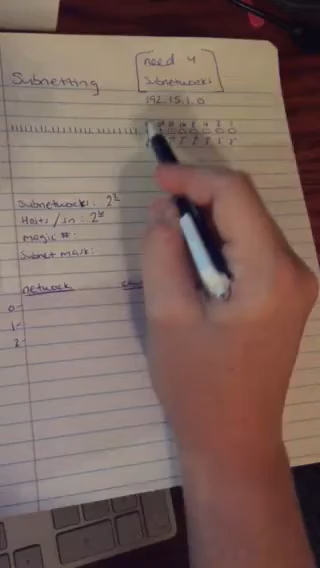 need 4
Subnetting
Subnetworks
192.15.1.0
Subnetworks: 2
Hosts/sn: 2
magic #:
Subnet mask:
network
0-
1-
2-